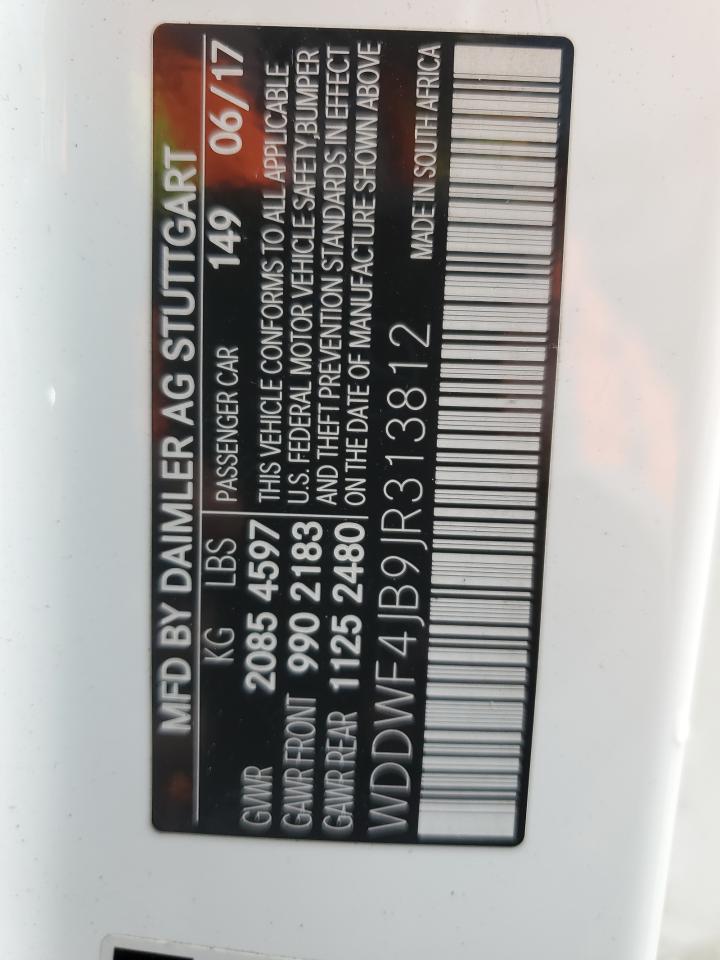 MFD BY DAIMLER AG STUTTGART
KG LBS PASSENGER CAR 149 06/17
GVWR 2085 4597 THIS VEHICLE CONFORMS TO ALL APPLICABLE
GAWR FRONT 990 2183 U.S. FEDERAL MOTOR VEHICLE SAFETY,BUMPER
GAWR REAR 1125 2480 AND THEFT PREVENTION STANDARDS IN EFFECT
ON THE DATE OF MANUFACTURE SHOWN ABOVE
WDDWF4JB9JR313812 MADE IN SOUTH AFRICA